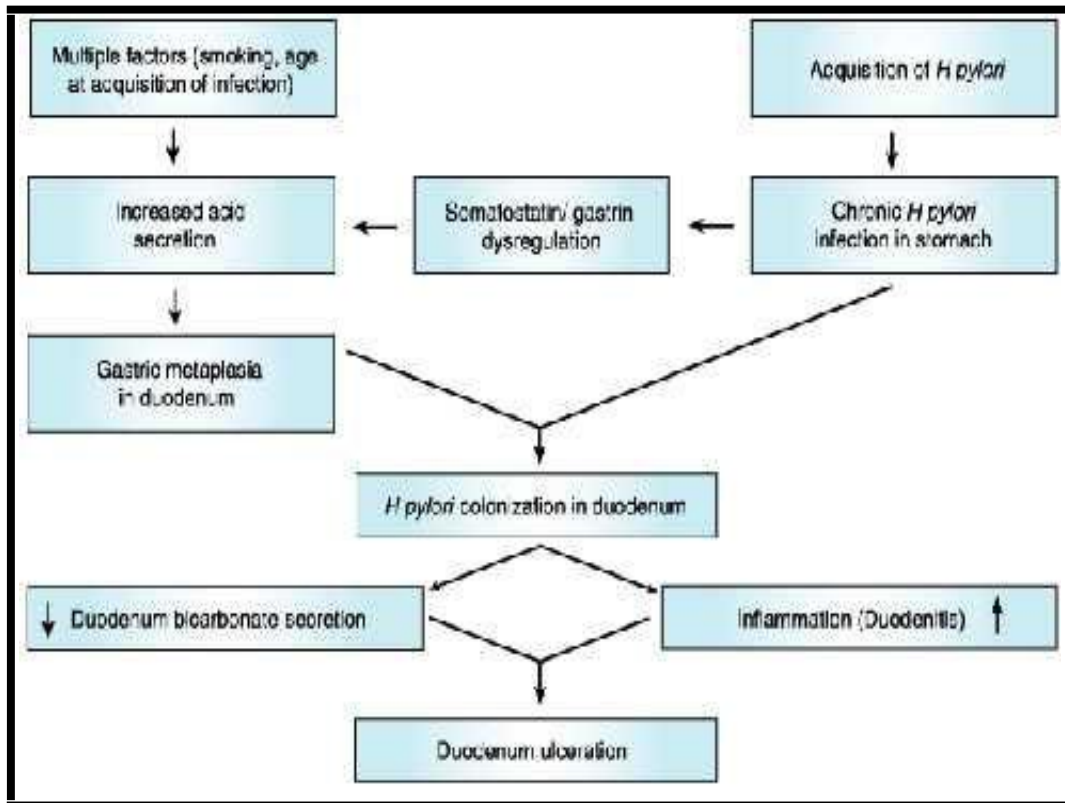 Multiple factors (smoking, age
at acquisition of infection)
Acquisition of H pylori
Increased acid
secretion
Somatostatin/ gastrin
dysregulation
Chronic H pylori
infection in stomach
Gastric metaplasia
in duodenum
H pylori colonization in duodenum
↓ Duodenum bicarbonate secretion
Inflammation (Duodenitis) ↑
Duodenum ulceration